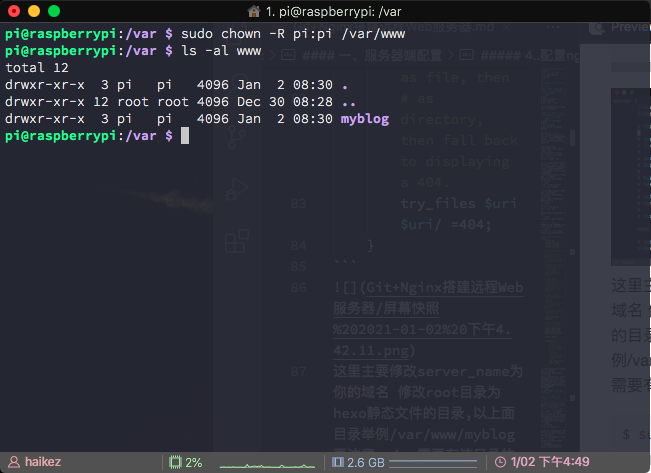 1. pi@raspberrypi: /var
pi@raspberrypi:/var $ sudo chown -R pi:pi /var/www
pi@raspberrypi:/var $ ls -al www
total 12
drwxr-xr-x 3 pi pi 4096 Jan 2 08:30 .
drwxr-xr-x 12 root root 4096 Dec 30 08:28 ..
drwxr-xr-x 3 pi pi 4096 Jan 2 08:30 myblog
pi@raspberrypi:/var $
Web服务器.md
Preview
#### 一、服务器端配置 > ##### 4.配置
as file, then
# as
directory,
then fall back
to displaying
a 404.
83 try_files $uri
$uri/ =404;
84 }
85 ```
86 ![](Git+Nginx搭建远程Web
服务器/屏幕快照
%202021-01-02%20下午4.
42.11.png)
87 这里主要修改server_name为
你的域名 修改root目录为
hexo静态文件的目录,以上面
目录举例/var/www/myblog
这里主
域名
的目录
例/va
需要有
$ s
haikez
2%
2.6 GB
1/02 下午4:49